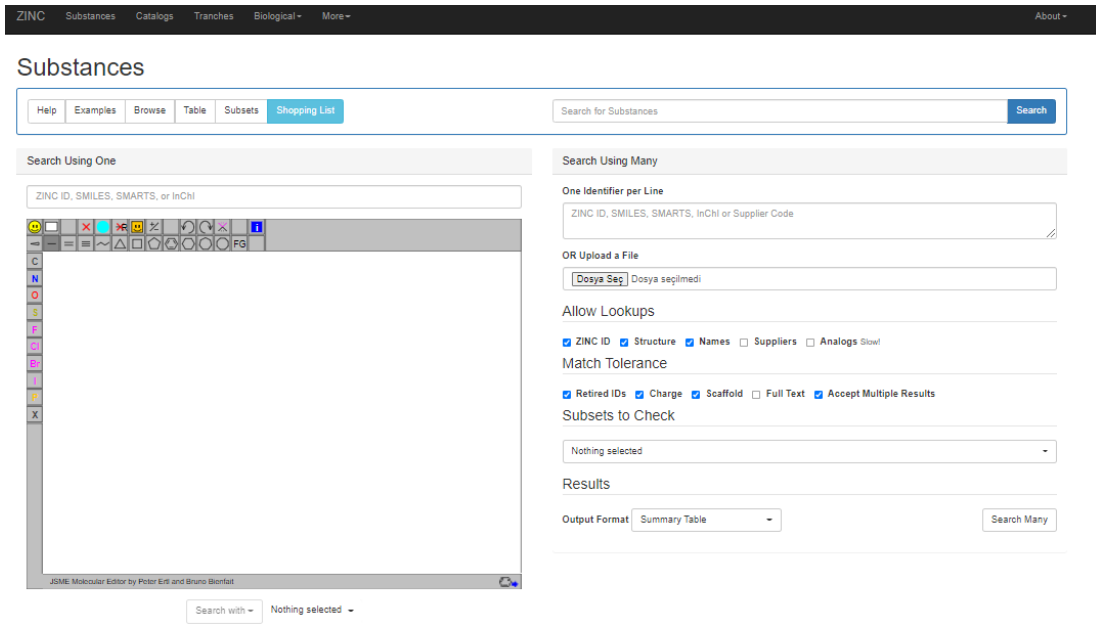 ZINC Substances Catalogs Tranches Biological More About
Substances
Help Examples Browse Table Subsets Shopping List
Search for Substances Search
Search Using One
ZINC ID, SMILES, SMARTS, or InChI
R
i
FG
C
N
O
S
F
Cl
Br
I
P
X
JSME Molecular Editor by Peter Ertl and Bruno Bienfait
Search with Nothing selected
Search Using Many
One Identifier per Line
ZINC ID, SMILES, SMARTS, InChI or Supplier Code
OR Upload a File
Dosya Seç Dosya seçilmedi
Allow Lookups
ZINC ID Structure Names Suppliers Analogs Slow!
Match Tolerance
Retired IDs Charge Scaffold Full Text Accept Multiple Results
Subsets to Check
Nothing selected
Results
Output Format Summary Table Search Many